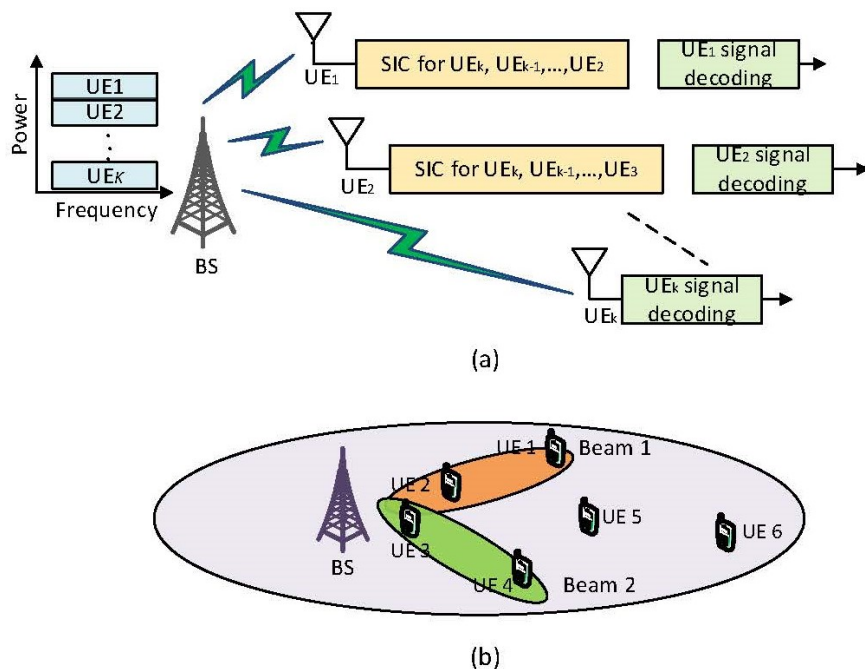 Power
UE1
UE2
⋮
UEK
Frequency
BS
UE1
SIC for UEk, UEk-1,...,UE2
UE1 signal
decoding
UE2
SIC for UEk, UEk-1,...,UE3
UE2 signal
decoding
UEk
UEk signal
decoding
(a)
UE 1
Beam 1
UE 2
UE 5
UE 6
UE 3
BS
UE 4
Beam 2
(b)